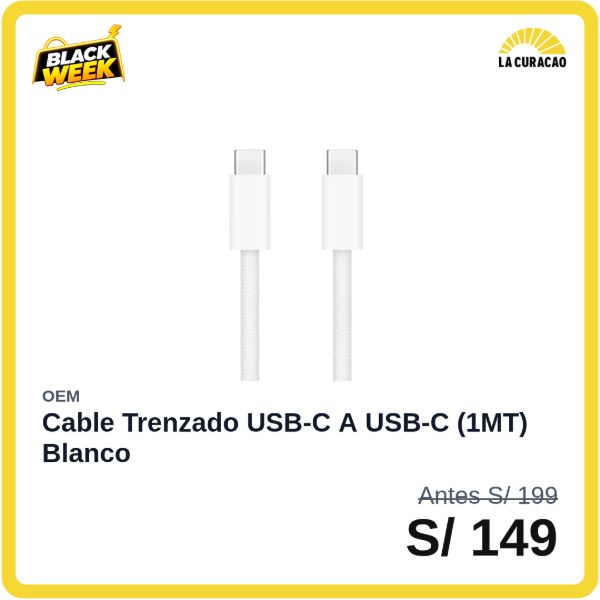 BLACK
WEEK
LA CURACAO
OEM
Cable Trenzado USB-C A USB-C (1MT)
Blanco
Antes S/ 199
S/ 149